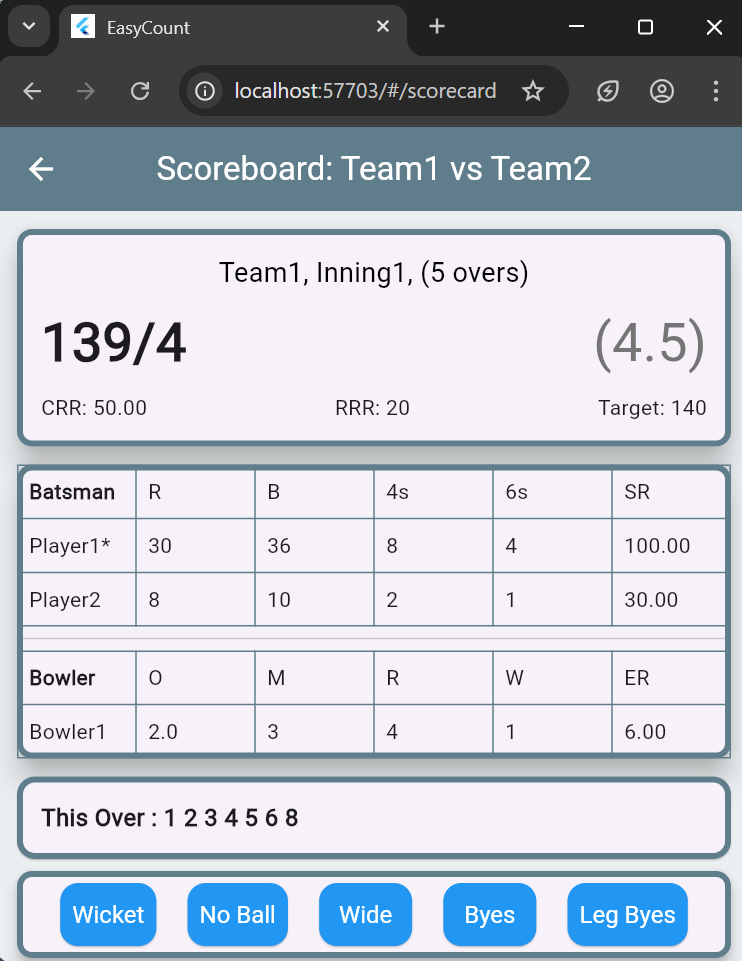 EasyCount
localhost:57703/#/scorecard
Scoreboard: Team1 vs Team2
Team1, Inning1, (5 overs)
139/4 (4.5)
CRR: 50.00 RRR: 20 Target: 140
Batsman R B 4s 6s SR
Player1* 30 36 8 4 100.00
Player2 8 10 2 1 30.00
Bowler O M R W ER
Bowler1 2.0 3 4 1 6.00
This Over : 1 2 3 4 5 6 8
Wicket No Ball Wide Byes Leg Byes